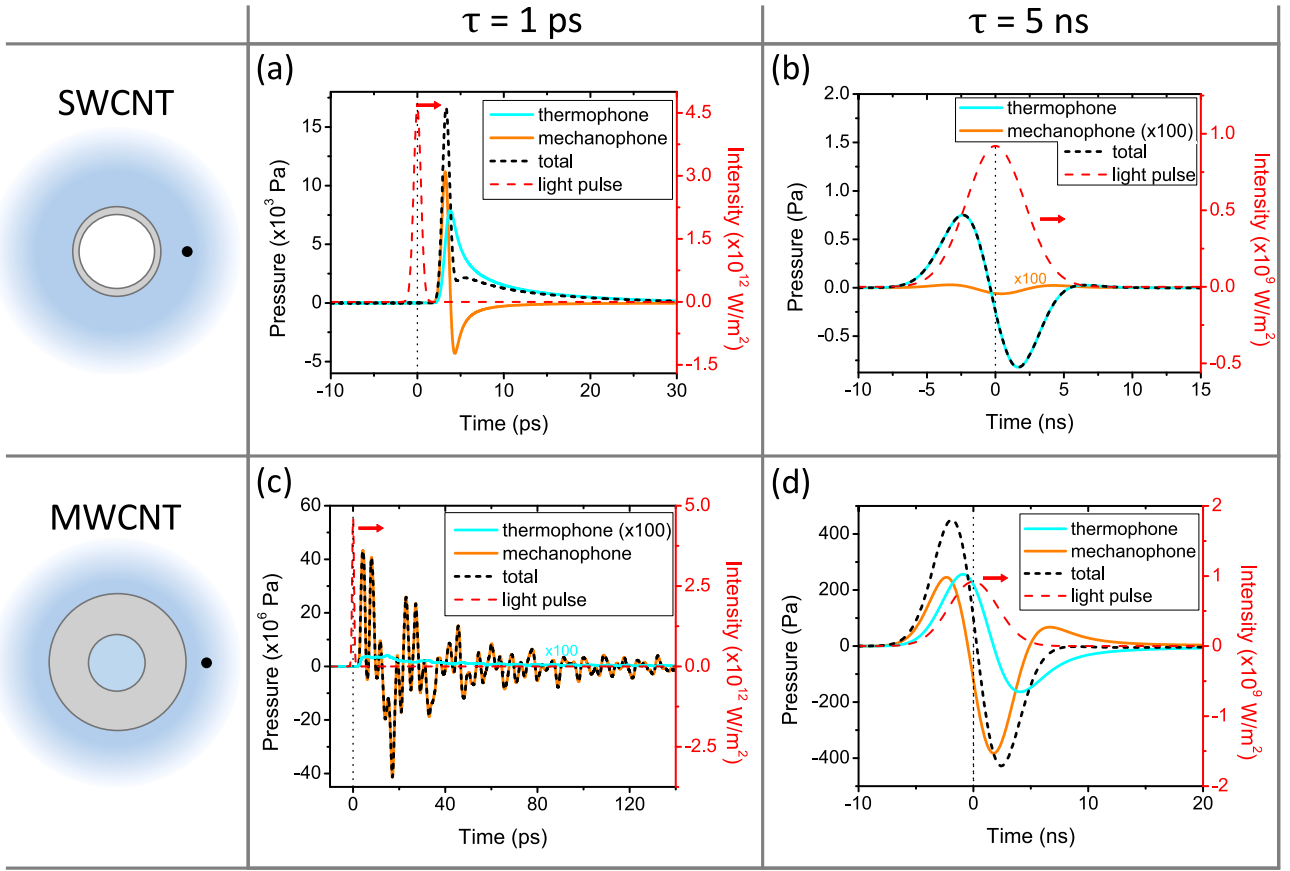 τ = 1 ps
τ = 5 ns
SWCNT
(a)
thermophone
mechanophone
total
light pulse
Pressure (x10³ Pa)
15
10
5
0
−5
4.5
3.0
1.5
0.0
−1.5
Intensity (x10¹² W/m²)
−10
0
10
20
30
Time (ps)
(b)
thermophone
mechanophone (x100)
total
light pulse
x100
Pressure (Pa)
2.0
1.5
1.0
0.5
0.0
−0.5
1.0
0.5
0.0
−0.5
Intensity (x10⁹ W/m²)
−10
−5
0
5
10
15
Time (ns)
MWCNT
(c)
thermophone (x100)
mechanophone
total
light pulse
x100
Pressure (x10⁶ Pa)
60
40
20
0
−20
−40
5.0
2.5
0.0
−2.5
Intensity (x10¹² W/m²)
0
40
80
120
Time (ps)
(d)
thermophone
mechanophone
total
light pulse
Pressure (Pa)
400
200
0
−200
−400
2
1
0
−1
−2
Intensity (x10⁹ W/m²)
−10
0
10
20
Time (ns)